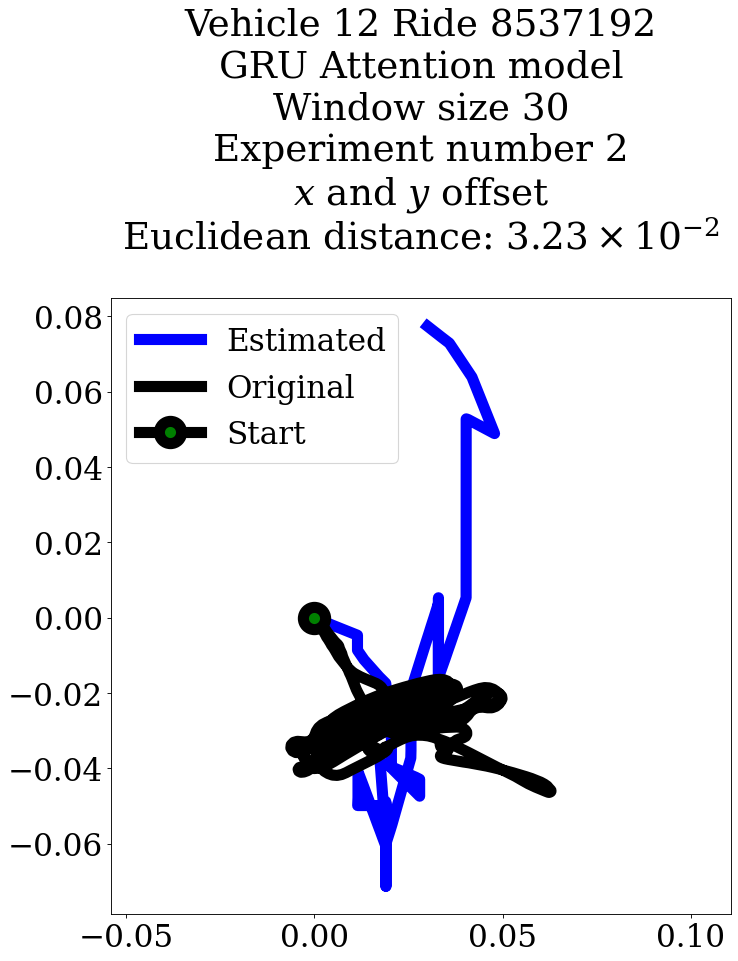 Vehicle 12 Ride 8537192
GRU Attention model
Window size 30
Experiment number 2
x and y offset
Euclidean distance: 3.23 × 10⁻²
0.08
0.06
0.04
0.02
0.00
−0.02
−0.04
−0.06
Estimated
Original
Start
−0.05 0.00 0.05 0.10